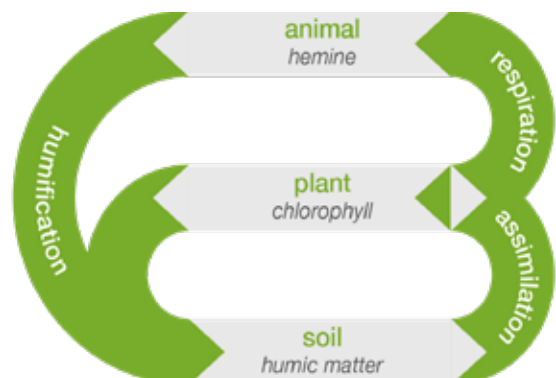 animal
hemine
respiration
humification
plant
chlorophyll
assimilation
soil
humic matter